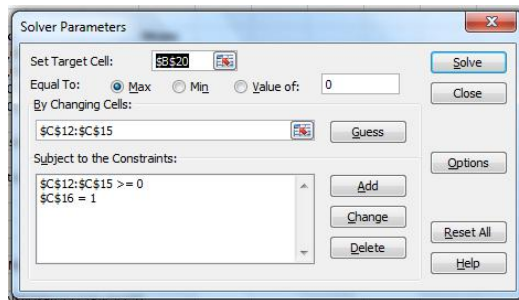 Solver Parameters
Set Target Cell: $B$20
Solve
Equal To: Max Min Value of: 0
Close
By Changing Cells:
$C$12:$C$15
Guess
Subject to the Constraints:
Options
$C$12:$C$15 >= 0
$C$16 = 1
Add
Change
Reset All
Delete
Help